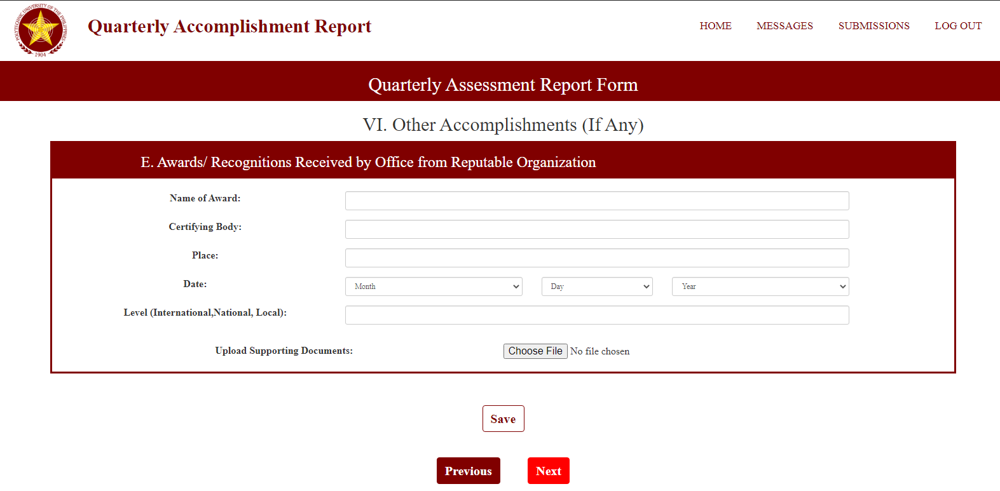 POLYTECHNIC UNIVERSITY OF THE PHILIPPINES
1904
Quarterly Accomplishment Report
HOME MESSAGES SUBMISSIONS LOG OUT
Quarterly Assessment Report Form
VI. Other Accomplishments (If Any)
E. Awards/ Recognitions Received by Office from Reputable Organization
Name of Award:
Certifying Body:
Place:
Date: Month Day Year
Level (International,National, Local):
Upload Supporting Documents: Choose File No file chosen
Save
Previous Next